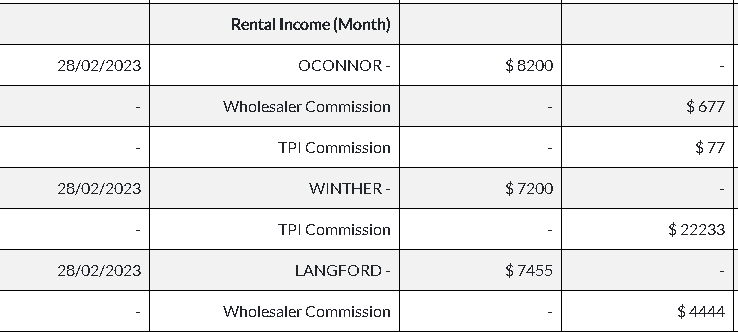 Rental Income (Month)
28/02/2023 OCONNOR - $ 8200 -
- Wholesaler Commission - $ 677
- TPI Commission - $ 77
28/02/2023 WINTHER - $ 7200 -
- TPI Commission - $ 22233
28/02/2023 LANGFORD - $ 7455 -
- Wholesaler Commission - $ 4444